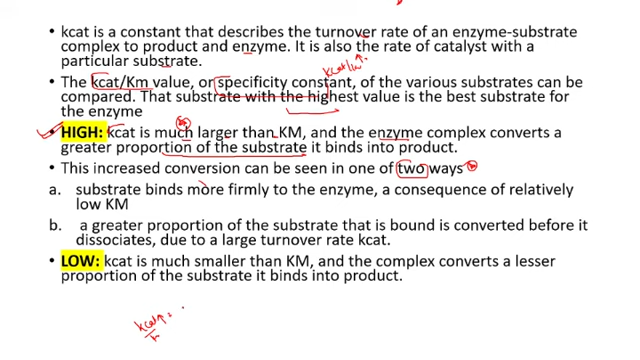 • kcat is a constant that describes the turnover rate of an enzyme-substrate
complex to product and enzyme. It is also the rate of catalyst with a
particular substrate.
kcat/km↑
• The kcat/Km value, or specificity constant, of the various substrates can be
compared. That substrate with the highest value is the best substrate for
the enzyme
• HIGH: kcat is much larger than KM, and the enzyme complex converts a
greater proportion of the substrate it binds into product.
• This increased conversion can be seen in one of two ways
a. substrate binds more firmly to the enzyme, a consequence of relatively
low KM
b. a greater proportion of the substrate that is bound is converted before it
dissociates, due to a large turnover rate kcat.
• LOW: kcat is much smaller than KM, and the complex converts a lesser
proportion of the substrate it binds into product.
kcat↑ =